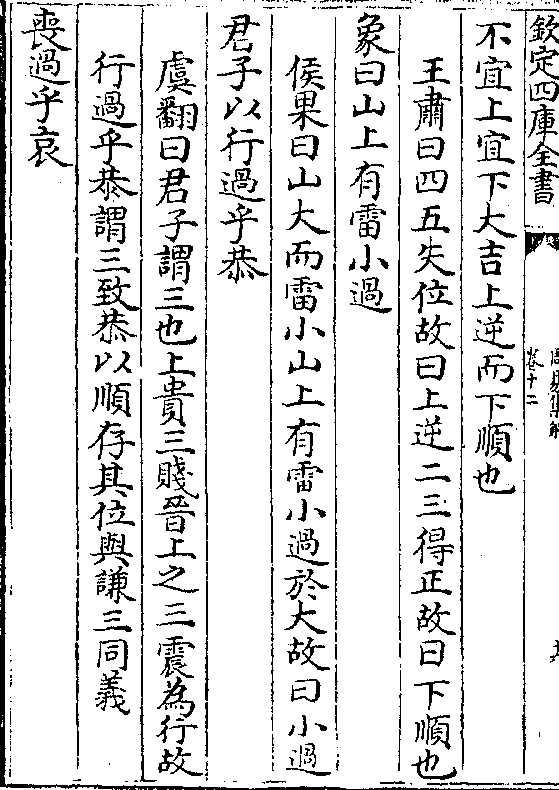 欽定四庫全書
卷十二
不宜上宜下大吉上逆而下順也
王肅曰四五失位故曰上逆二三得正故曰下順也
象曰山上有雷小過
侯果曰山大而雷小山上有雷小過於大故曰小過
君子以行過乎恭
虞翻曰君子謂三也上貴三賤晉上之三震為行故
行過乎恭謂三致恭以順存其位與謙三同義
喪過乎哀